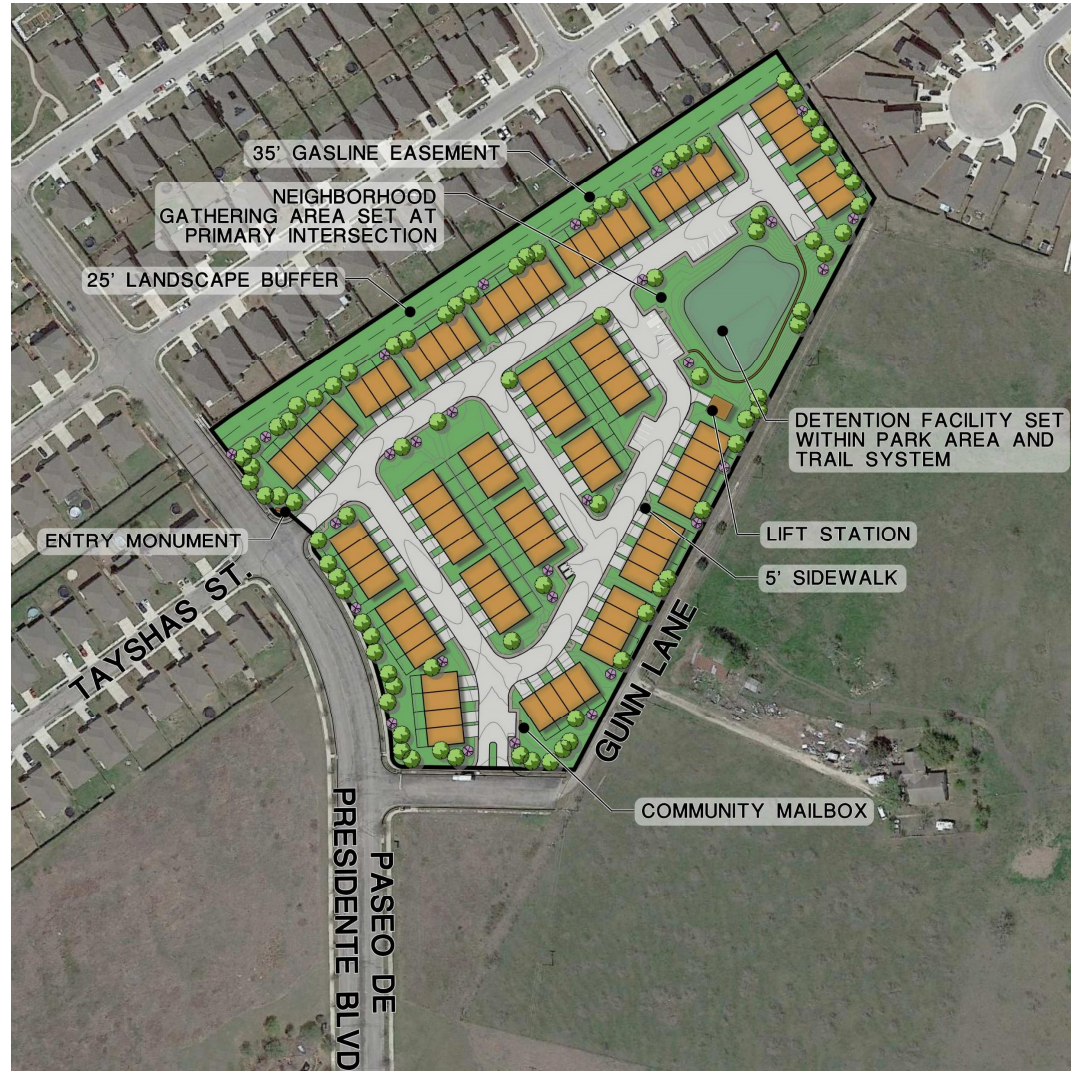 35' GASLINE EASEMENT
NEIGHBORHOOD
GATHERING AREA SET AT
PRIMARY INTERSECTION
25' LANDSCAPE BUFFER
DETENTION FACILITY SET
WITHIN PARK AREA AND
TRAIL SYSTEM
ENTRY MONUMENT
LIFT STATION
5' SIDEWALK
TAYSHAS ST.
GUNN LANE
COMMUNITY MAILBOX
PASEO DE
PRESIDENTE BLVD